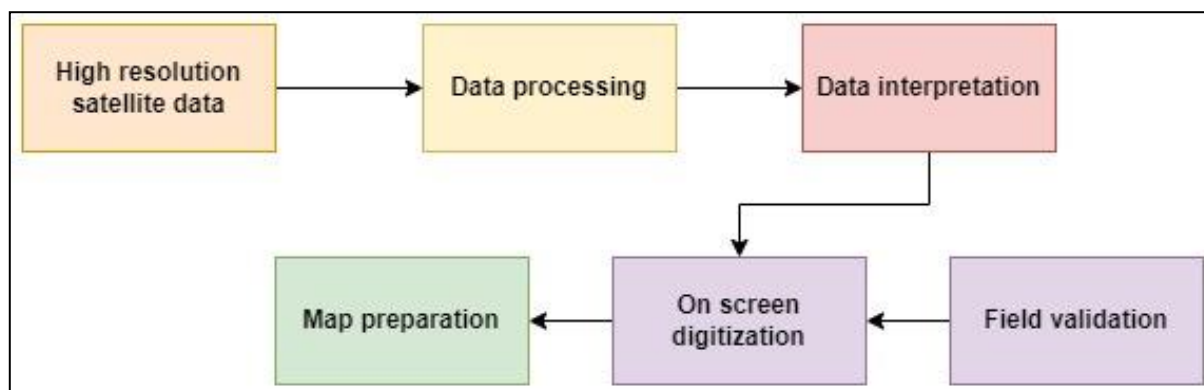 High resolution
satellite data
Data processing
Data interpretation
Map preparation
On screen
digitization
Field validation